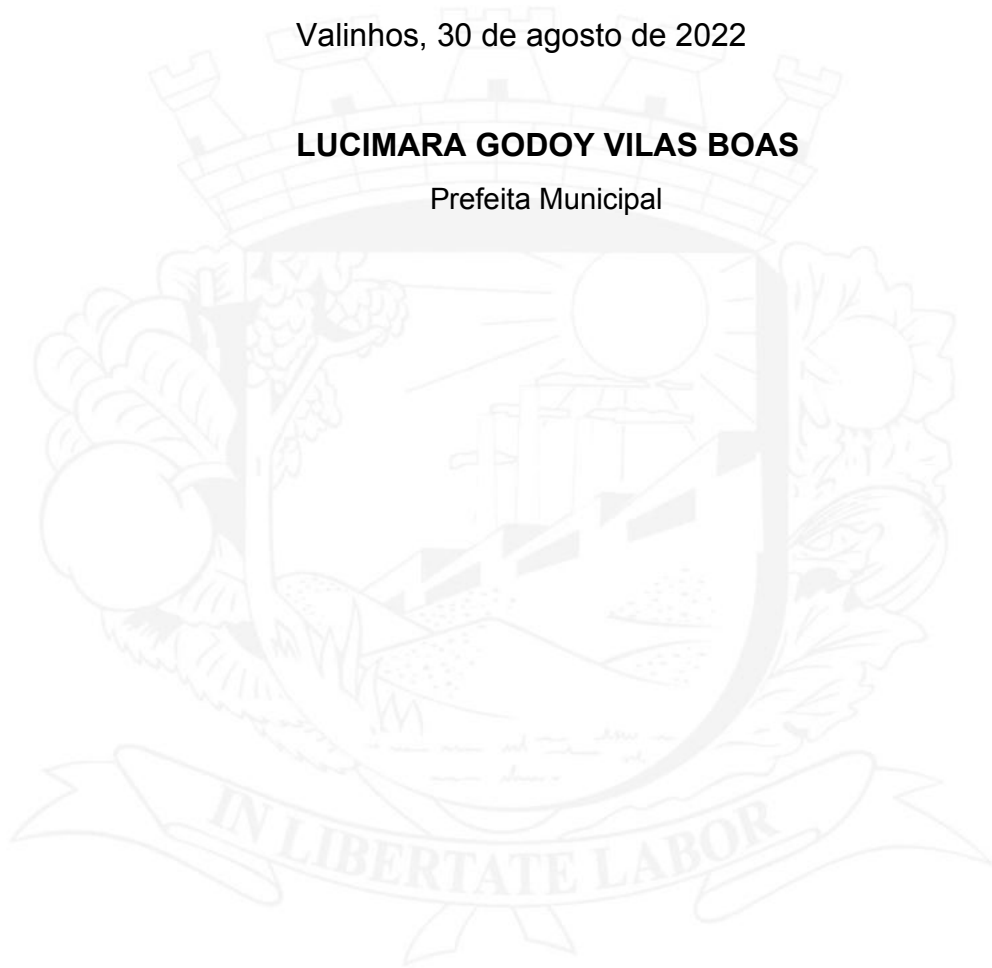 Valinhos, 30 de agosto de 2022
LUCIMARA GODOY VILAS BOAS
Prefeita Municipal
IN LIBERTATE LABOR